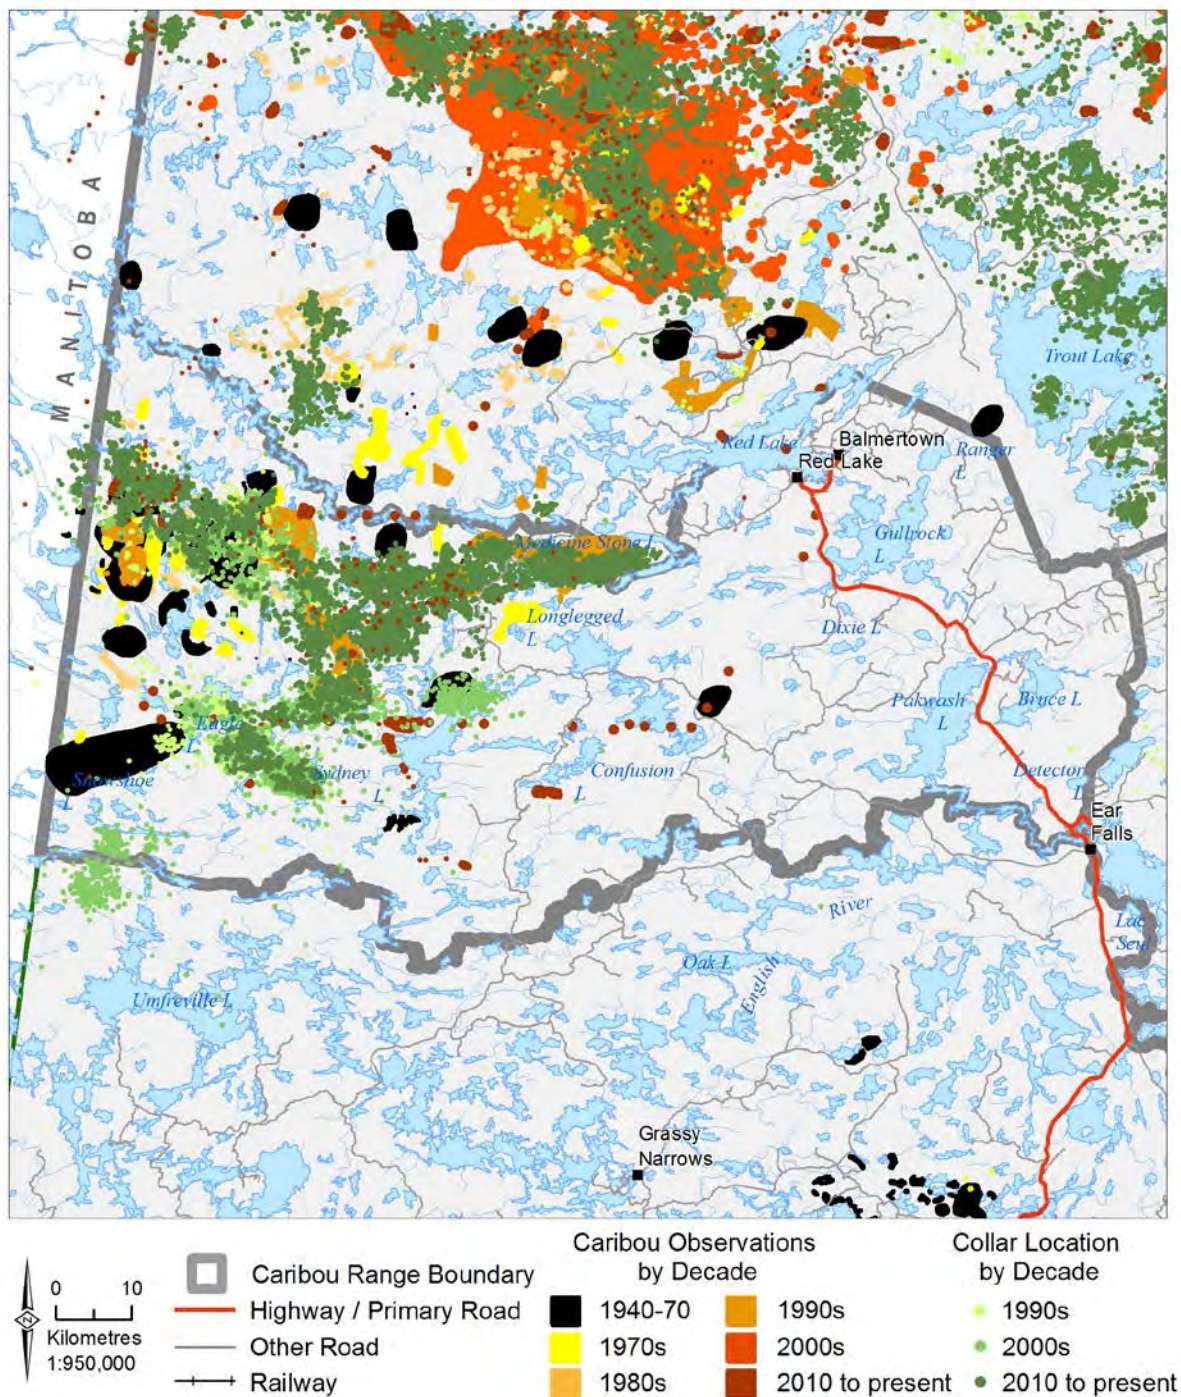 MANITOBA
Trout Lake
Red Lake
Balmertown
Red Lake
Ranger
L
Gullrock
L
Medicine Stone L
Longlegged
L
Dixie L
Pakwash
L
Bruce L
Eagle
L
Snowshoe
L
Sydney
L
Confusion
L
Detector
L
Ear
Falls
River
Lac
Seul
Oak L
English
Umfreville L
Grassy
Narrows
Caribou Observations
by Decade
Collar Location
by Decade
0 10
Kilometres
1:950,000
N
Caribou Range Boundary
Highway / Primary Road
Other Road
Railway
1940-70
1970s
1980s
1990s
2000s
2010 to present
1990s
2000s
2010 to present